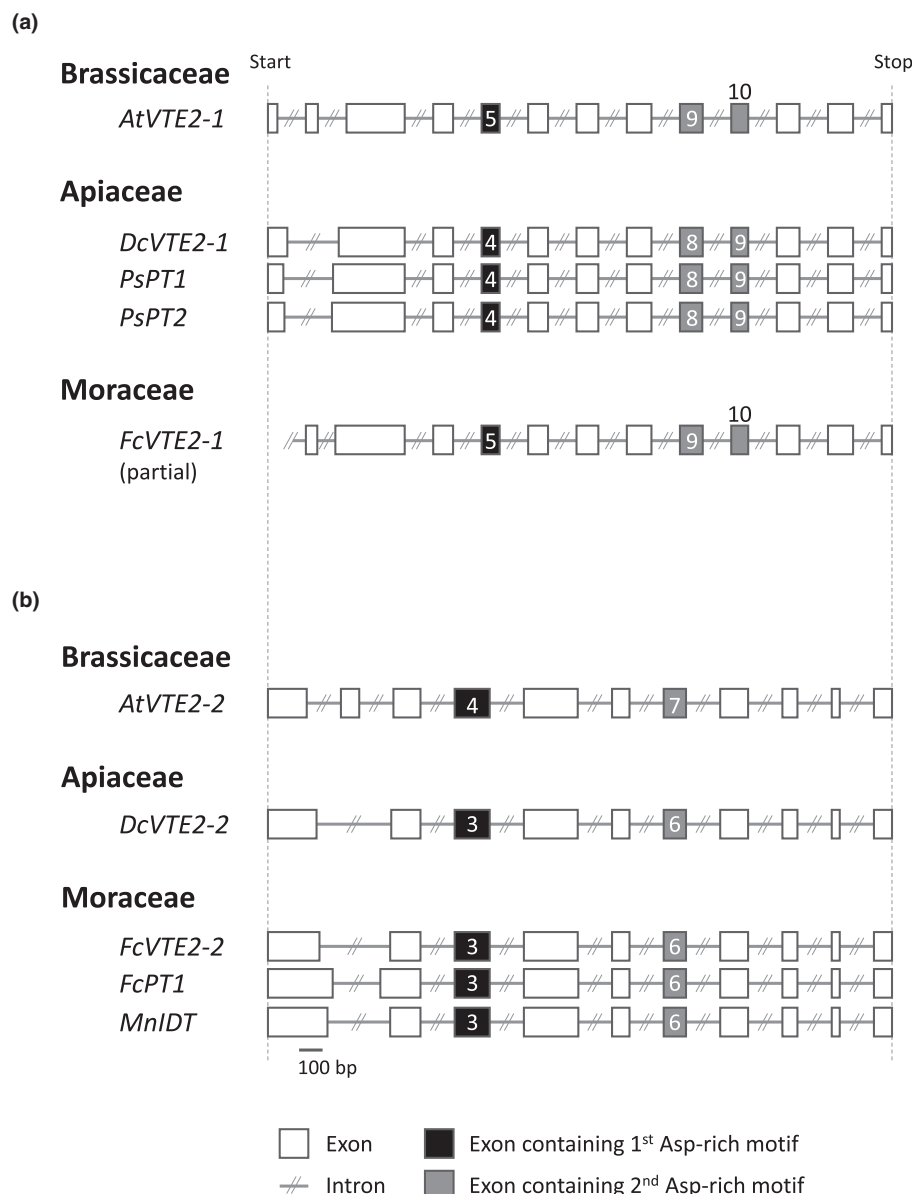 (a)
Start
Stop
Brassicaceae
10
AtVTE2-1
5
9
Apiaceae
DcVTE2-1
4
8
9
PsPT1
4
8
9
PsPT2
4
8
9
Moraceae
10
FcVTE2-1
5
9
(partial)
(b)
Brassicaceae
AtVTE2-2
4
7
Apiaceae
DcVTE2-2
3
6
Moraceae
FcVTE2-2
3
6
FcPT1
3
6
MnIDT
3
6
100 bp
Exon
Exon containing 1st Asp-rich motif
Intron
Exon containing 2nd Asp-rich motif